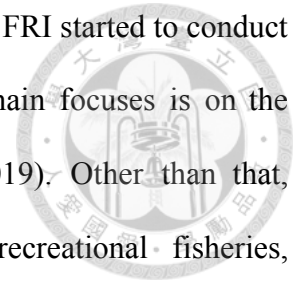 FRI started to conduct
main focuses is on the
019). Other than that,
recreational fisheries,